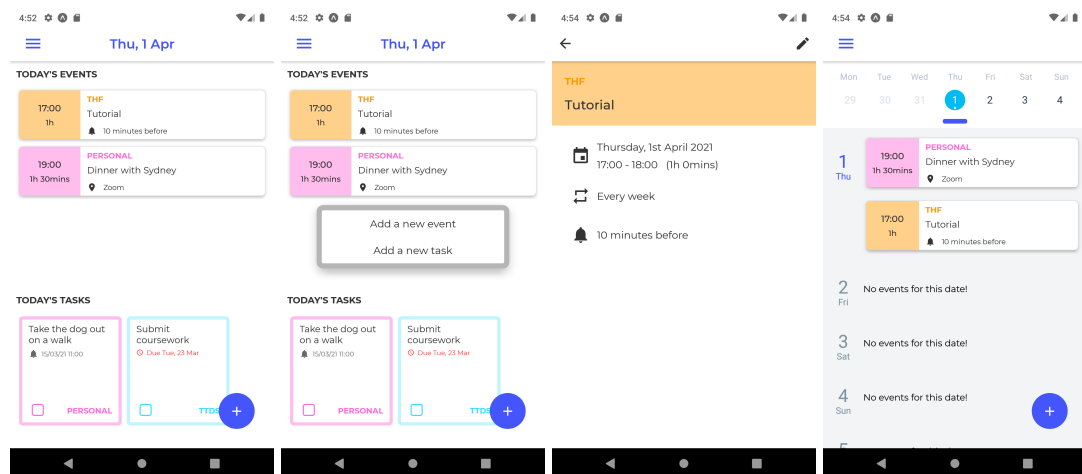 4:52
Thu, 1 Apr
TODAY'S EVENTS
17:00
1h
THF
Tutorial
10 minutes before
19:00
1h 30mins
PERSONAL
Dinner with Sydney
Zoom
TODAY'S TASKS
Take the dog out
on a walk
15/03/21 11:00
PERSONAL
Submit
coursework
Due Tue, 23 Mar
TTDS
+
4:52
Thu, 1 Apr
TODAY'S EVENTS
17:00
1h
THF
Tutorial
10 minutes before
19:00
1h 30mins
PERSONAL
Dinner with Sydney
Zoom
Add a new event
Add a new task
TODAY'S TASKS
Take the dog out
on a walk
15/03/21 11:00
PERSONAL
Submit
coursework
Due Tue, 23 Mar
TTDS
+
4:54
THF
Tutorial
Thursday, 1st April 2021
17:00 - 18:00 (1h 0mins)
Every week
10 minutes before
4:54
Mon Tue Wed Thu Fri Sat Sun
29 30 31 1 2 3 4
1
Thu
19:00
1h 30mins
PERSONAL
Dinner with Sydney
Zoom
17:00
1h
THF
Tutorial
10 minutes before
2
Fri
No events for this date!
3
Sat
No events for this date!
4
Sun
No events for this date!
+